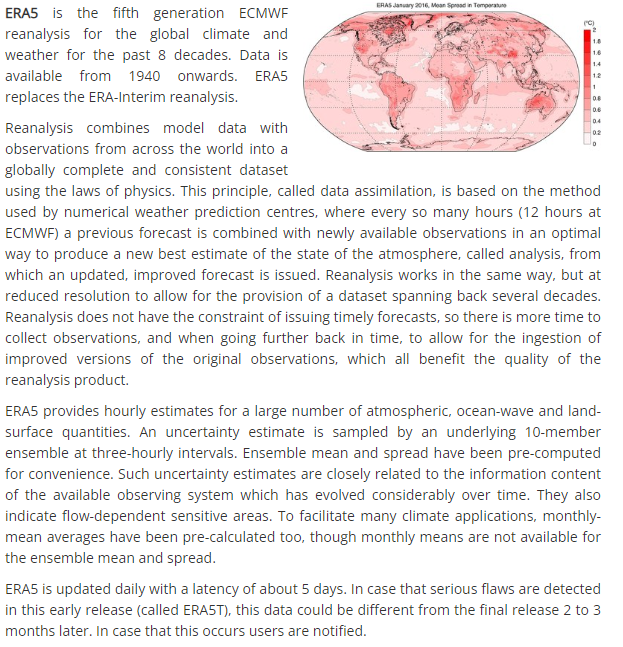 ERA5 is the fifth generation ECMWF
reanalysis for the global climate and
weather for the past 8 decades. Data is
available from 1940 onwards. ERA5
replaces the ERA-Interim reanalysis.
ERA5 January 2016, Mean Spread in Temperature
(°C)
2
1.8
1.6
1.4
1.2
1
0.8
0.6
0.4
0.2
0
Reanalysis combines model data with
observations from across the world into a
globally complete and consistent dataset
using the laws of physics. This principle, called data assimilation, is based on the method
used by numerical weather prediction centres, where every so many hours (12 hours at
ECMWF) a previous forecast is combined with newly available observations in an optimal
way to produce a new best estimate of the state of the atmosphere, called analysis, from
which an updated, improved forecast is issued. Reanalysis works in the same way, but at
reduced resolution to allow for the provision of a dataset spanning back several decades.
Reanalysis does not have the constraint of issuing timely forecasts, so there is more time to
collect observations, and when going further back in time, to allow for the ingestion of
improved versions of the original observations, which all benefit the quality of the
reanalysis product.
ERA5 provides hourly estimates for a large number of atmospheric, ocean-wave and land-
surface quantities. An uncertainty estimate is sampled by an underlying 10-member
ensemble at three-hourly intervals. Ensemble mean and spread have been pre-computed
for convenience. Such uncertainty estimates are closely related to the information content
of the available observing system which has evolved considerably over time. They also
indicate flow-dependent sensitive areas. To facilitate many climate applications, monthly-
mean averages have been pre-calculated too, though monthly means are not available for
the ensemble mean and spread.
ERA5 is updated daily with a latency of about 5 days. In case that serious flaws are detected
in this early release (called ERA5T), this data could be different from the final release 2 to 3
months later. In case that this occurs users are notified.